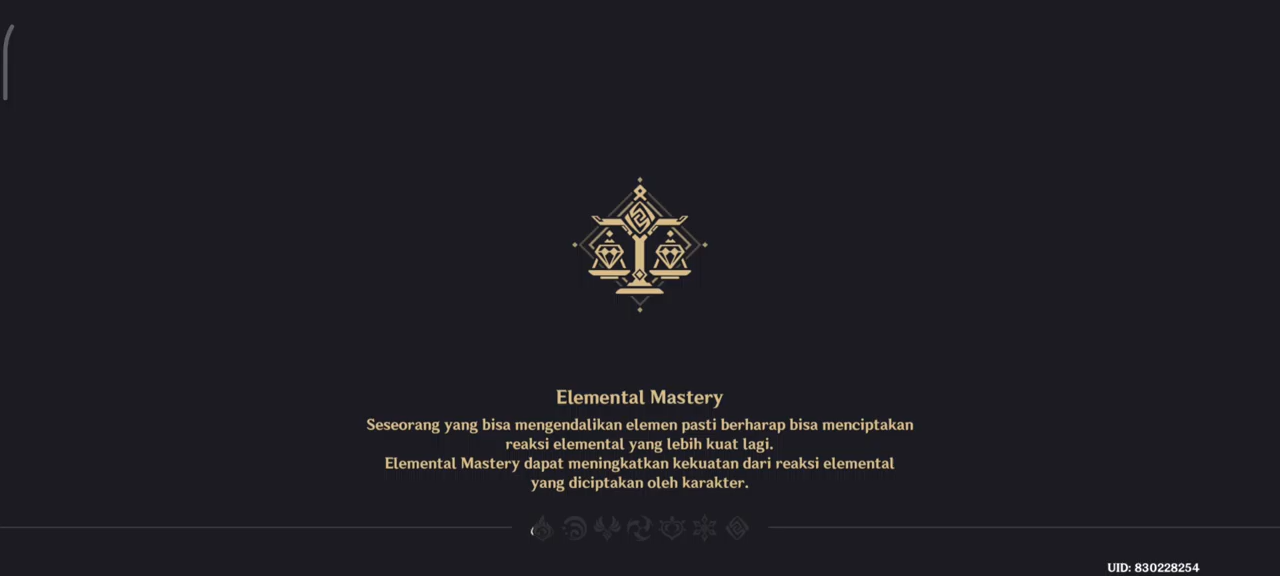 Elemental Mastery
Seseorang yang bisa mengendalikan elemen pasti berharap bisa menciptakan
reaksi elemental yang lebih kuat lagi.
Elemental Mastery dapat meningkatkan kekuatan dari reaksi elemental
yang diciptakan oleh karakter.
UID: 830228254